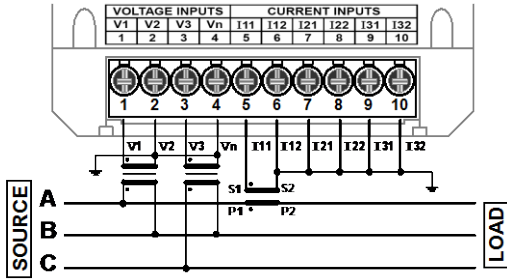 VOLTAGE INPUTS CURRENT INPUTS
V1 V2 V3 Vn I11 I12 I21 I22 I31 I32
1 2 3 4 5 6 7 8 9 10
1 2 3 4 5 6 7 8 9 10
V1 V2 V3 Vn I11 I12 I21 I22 I31 I32
S1 S2
P1 P2
SOURCE
A
B
C
LOAD